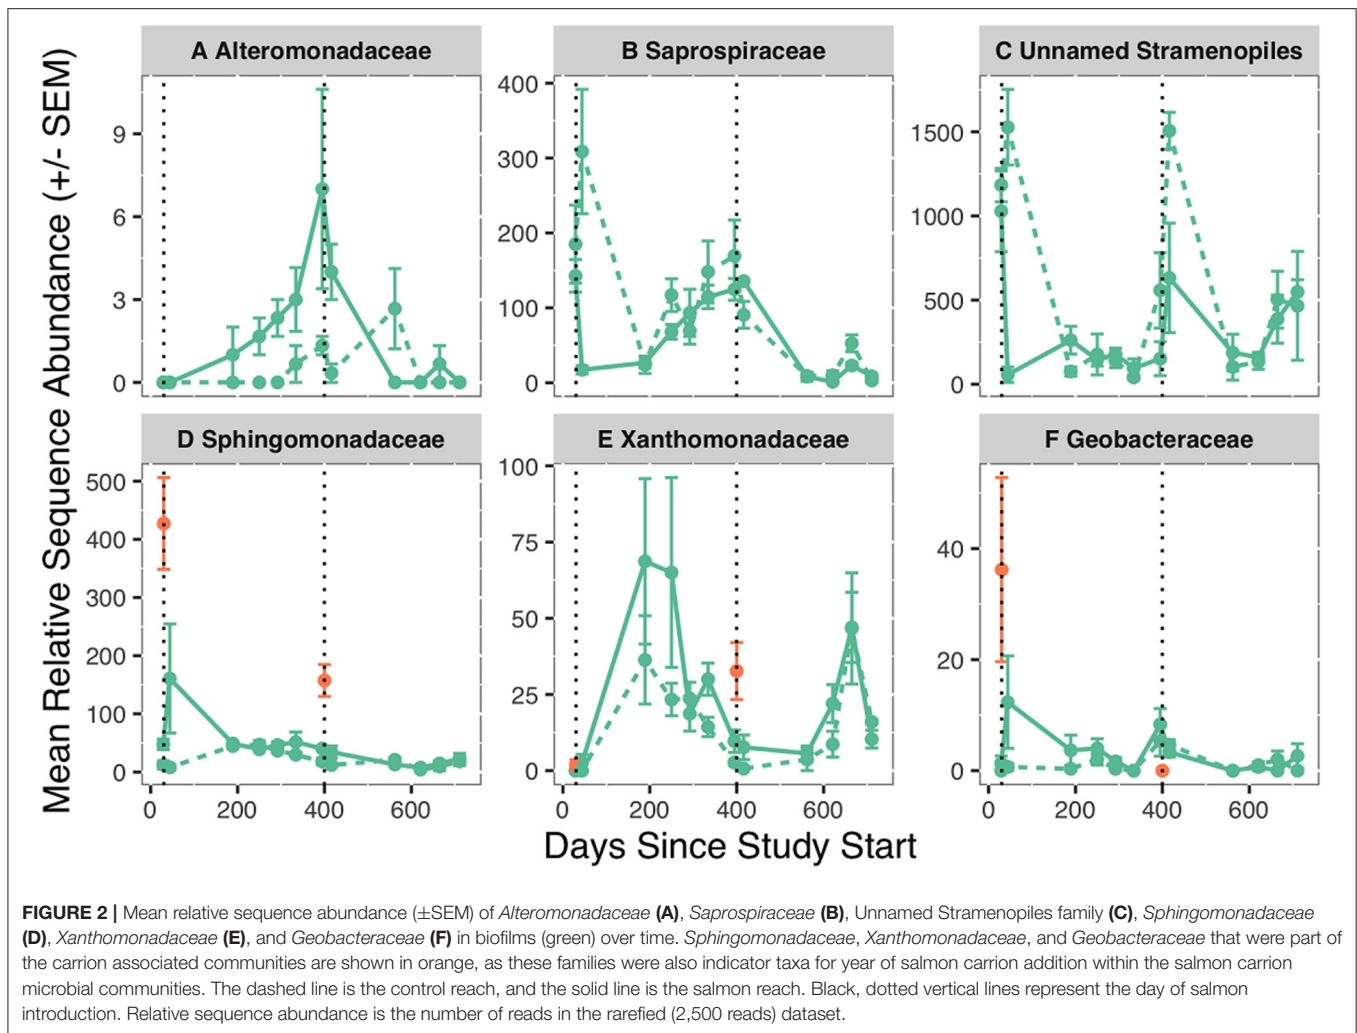 Mean Relative Sequence Abundance (+/- SEM)
A Alteromonadaceae
9
6
3
0
B Saprospiraceae
400
300
200
100
0
C Unnamed Stramenopiles
1500
1000
500
0
D Sphingomonadaceae
500
400
300
200
100
0
0 200 400 600
E Xanthomonadaceae
100
75
50
25
0
0 200 400 600
F Geobacteraceae
40
20
0
0 200 400 600
Days Since Study Start
FIGURE 2 | Mean relative sequence abundance (±SEM) of Alteromonadaceae (A), Saprospiraceae (B), Unnamed Stramenopiles family (C), Sphingomonadaceae
(D), Xanthomonadaceae (E), and Geobacteraceae (F) in biofilms (green) over time. Sphingomonadaceae, Xanthomonadaceae, and Geobacteraceae that were part of
the carrion associated communities are shown in orange, as these families were also indicator taxa for year of salmon carrion addition within the salmon carrion
microbial communities. The dashed line is the control reach, and the solid line is the salmon reach. Black, dotted vertical lines represent the day of salmon
introduction. Relative sequence abundance is the number of reads in the rarefied (2,500 reads) dataset.